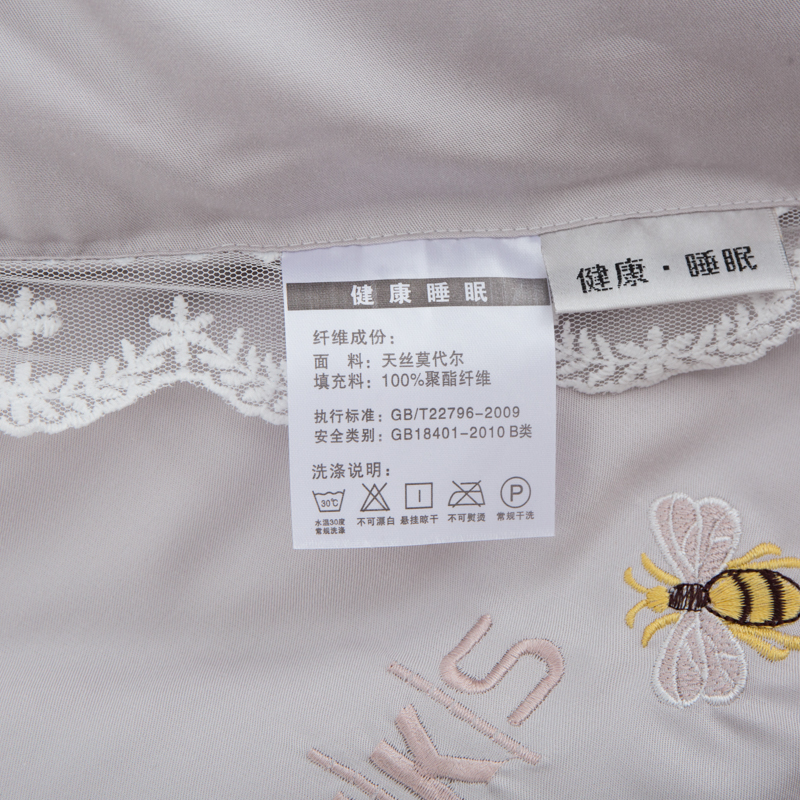 健康睡眠
健康·睡眠
纤维成份：
面 料：天丝莫代尔
填充料：100%聚酯纤维
执行标准：GB/T22796-2009
安全类别：GB18401-2010 B类
洗涤说明：
30℃
P
水温30度
常规洗涤
不可漂白
悬挂晾干
不可熨烫
常规干洗
K|S